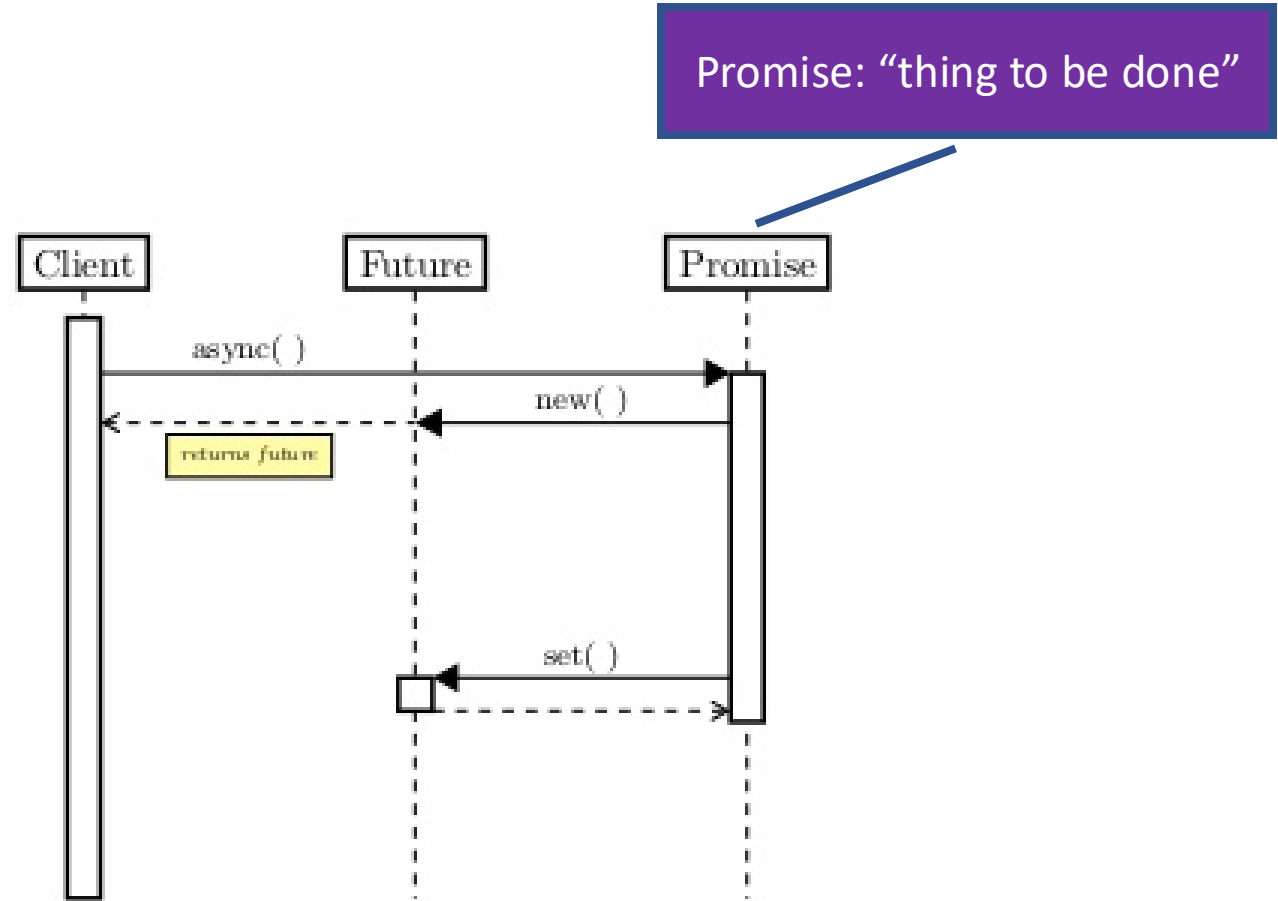 Promise: “thing to be done”
Client
Future
Promise
async( )
new( )
returns future
set( )